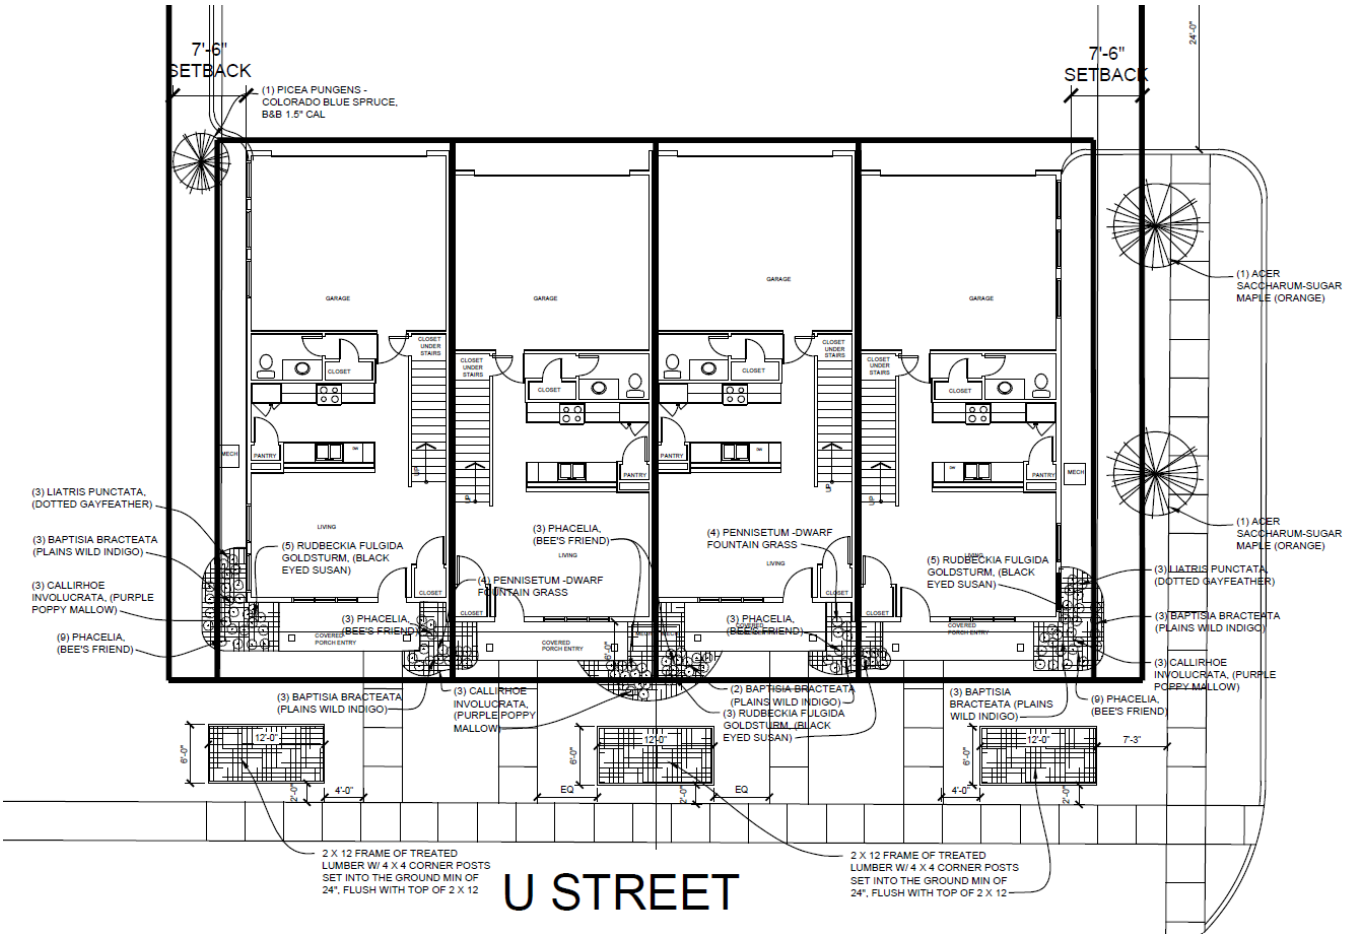 7'-6"
SETBACK
7'-6"
SETBACK
24'-0"
(1) PICEA PUNGENS -
COLORADO BLUE SPRUCE,
B&B 1.5" CAL
(1) ACER
SACCHARUM-SUGAR
MAPLE (ORANGE)
GARAGE
GARAGE
GARAGE
GARAGE
CLOSET
UNDER
STAIRS
CLOSET
UNDER
STAIRS
CLOSET
UNDER
STAIRS
CLOSET
UNDER
STAIRS
CLOSET
CLOSET
CLOSET
CLOSET
MECH
PANTRY
DW
UP
PANTRY
UP
PANTRY
DW
UP
UP
DW
PANTRY
MECH
(3) LIATRIS PUNCTATA,
(DOTTED GAYFEATHER)
(3) BAPTISIA BRACTEATA
(PLAINS WILD INDIGO)
(3) CALLIRHOE
INVOLUCRATA, (PURPLE
POPPY MALLOW)
(9) PHACELIA,
(BEE'S FRIEND)
LIVING
(5) RUDBECKIA FULGIDA
GOLDSTURM, (BLACK
EYED SUSAN)
(3) PHACELIA,
(BEE'S FRIEND)
LIVING
(4) PENNISETUM -DWARF
FOUNTAIN GRASS
(4) PENNISETUM -DWARF
FOUNTAIN GRASS
LIVING
(5) RUDBECKIA FULGIDA
GOLDSTURM, (BLACK
EYED SUSAN)
(1) ACER
SACCHARUM-SUGAR
MAPLE (ORANGE)
(3) LIATRIS PUNCTATA,
(DOTTED GAYFEATHER)
(3) BAPTISIA BRACTEATA
(PLAINS WILD INDIGO)
(3) CALLIRHOE
INVOLUCRATA, (PURPLE
POPPY MALLOW)
(9) PHACELIA,
(BEE'S FRIEND)
CLOSET
CLOSET
CLOSET
CLOSET
(3) PHACELIA,
(BEE'S FRIEND)
(3) PHACELIA,
(BEE'S FRIEND)
COVERED
PORCH ENTRY
COVERED
PORCH ENTRY
6'-0"
MECH
COVERED
COVERED
PORCH ENTRY
(3) BAPTISIA BRACTEATA
(PLAINS WILD INDIGO)
(3) CALLIRHOE
INVOLUCRATA,
(PURPLE POPPY
MALLOW)
(2) BAPTISIA BRACTEATA
(PLAINS WILD INDIGO)
(3) RUDBECKIA FULGIDA
GOLDSTURM, (BLACK
EYED SUSAN)
(3) BAPTISIA
BRACTEATA (PLAINS
WILD INDIGO)
6'-0"
12'-0"
2'-0"
4'-0"
EQ
6'-0"
12'-0"
2'-0"
EQ
4'-0"
6'-0"
12'-0"
2'-0"
7'-3"
2 X 12 FRAME OF TREATED
LUMBER W/ 4 X 4 CORNER POSTS
SET INTO THE GROUND MIN OF
24", FLUSH WITH TOP OF 2 X 12
2 X 12 FRAME OF TREATED
LUMBER W/ 4 X 4 CORNER POSTS
SET INTO THE GROUND MIN OF
24", FLUSH WITH TOP OF 2 X 12
U STREET